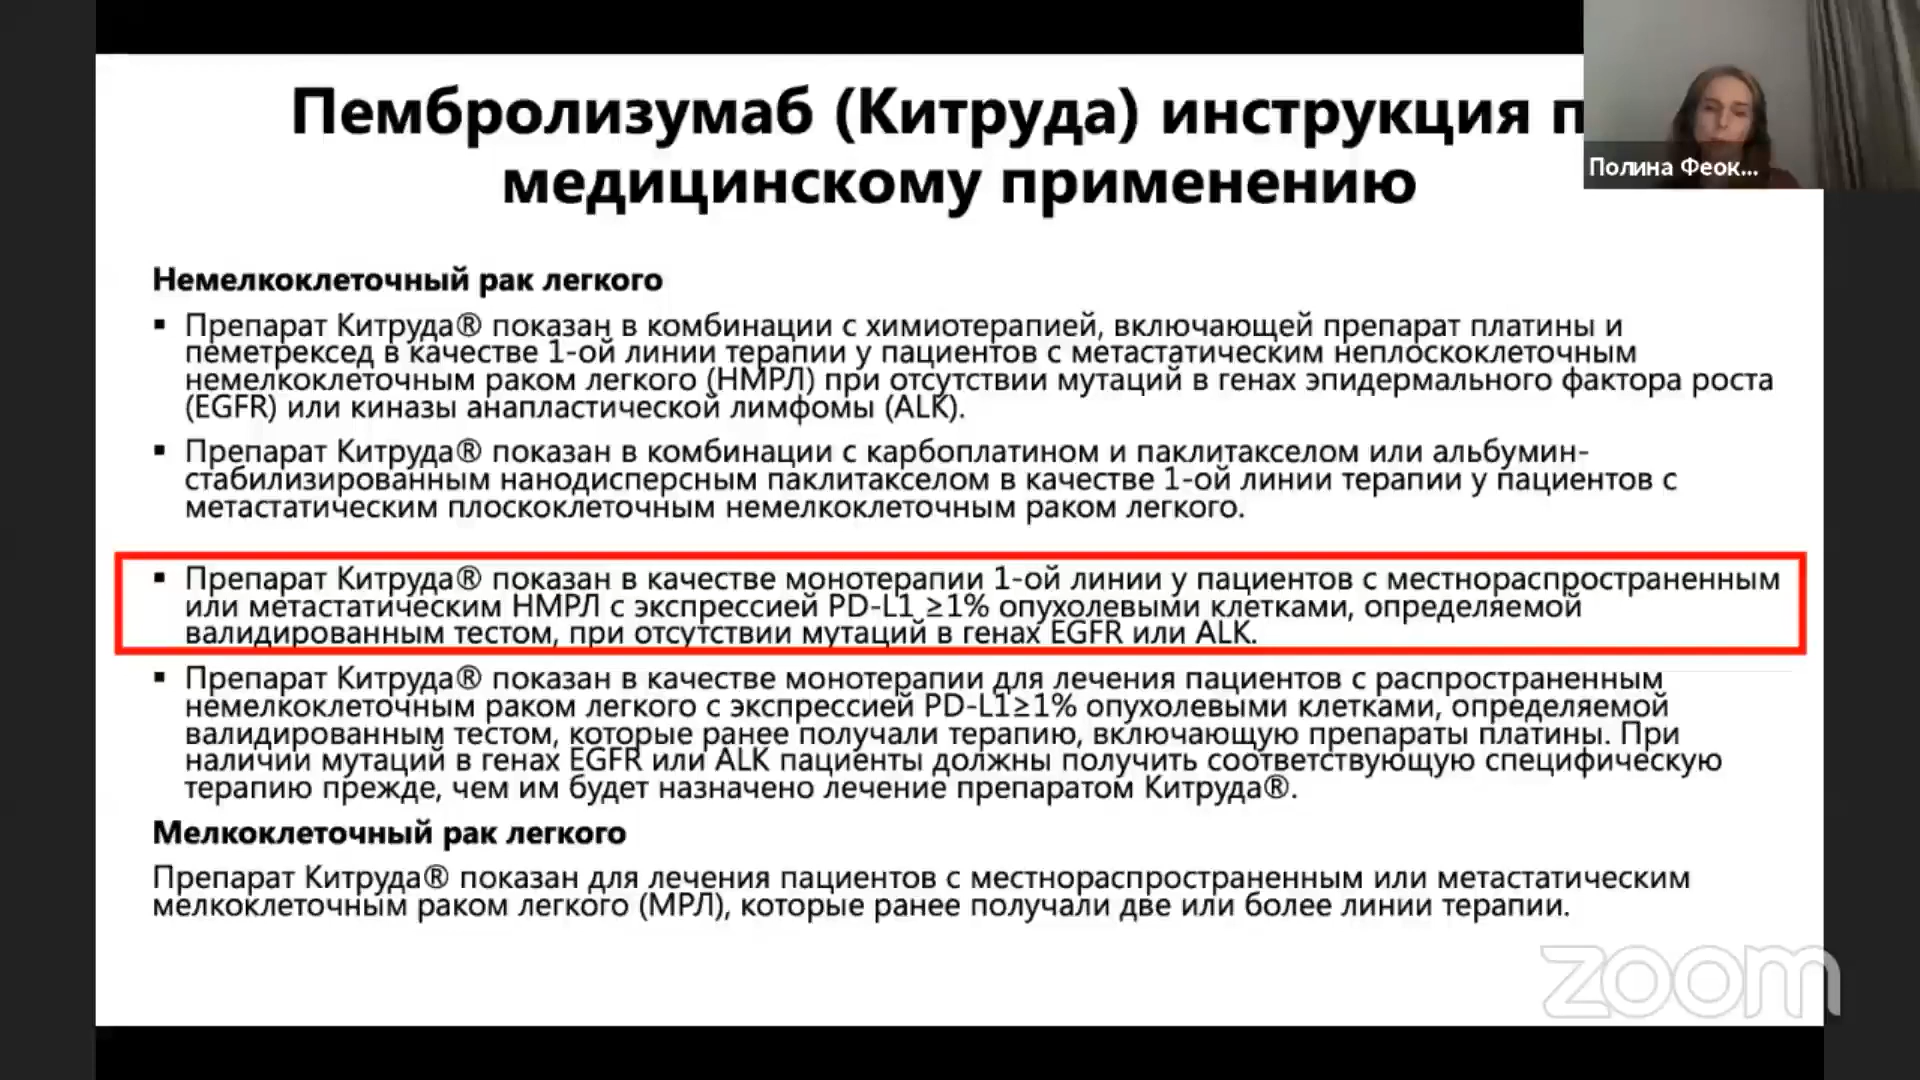 Пембролизумаб (Китруда) инструкция п
медицинскому применению
Полина Феок...
Немелкоклеточный рак легкого
▪ Препарат Китруда® показан в комбинации с химиотерапией, включающей препарат платины и
пеметрексед в качестве 1-ой линии терапии у пациентов с метастатическим неплоскоклеточным
немелкоклеточным раком легкого (НМРЛ) при отсутствии мутаций в генах эпидермального фактора роста
(EGFR) или киназы анапластической лимфомы (ALK).
▪ Препарат Китруда® показан в комбинации с карбоплатином и паклитакселом или альбумин-
стабилизированным нанодисперсным паклитакселом в качестве 1-ой линии терапии у пациентов с
метастатическим плоскоклеточным немелкоклеточным раком легкого.
▪ Препарат Китруда® показан в качестве монотерапии 1-ой линии у пациентов с местнораспространенным
или метастатическим НМРЛ с экспрессией PD-L1 ≥1% опухолевыми клетками, определяемой
валидированным тестом, при отсутствии мутаций в генах EGFR или ALK.
▪ Препарат Китруда® показан в качестве монотерапии для лечения пациентов с распространенным
немелкоклеточным раком легкого с экспрессией PD-L1≥1% опухолевыми клетками, определяемой
валидированным тестом, которые ранее получали терапию, включающую препараты платины. При
наличии мутаций в генах EGFR или ALK пациенты должны получить соответствующую специфическую
терапию прежде, чем им будет назначено лечение препаратом Китруда®.
Мелкоклеточный рак легкого
Препарат Китруда® показан для лечения пациентов с местнораспространенным или метастатическим
мелкоклеточным раком легкого (МРЛ), которые ранее получали две или более линии терапии.
zoom